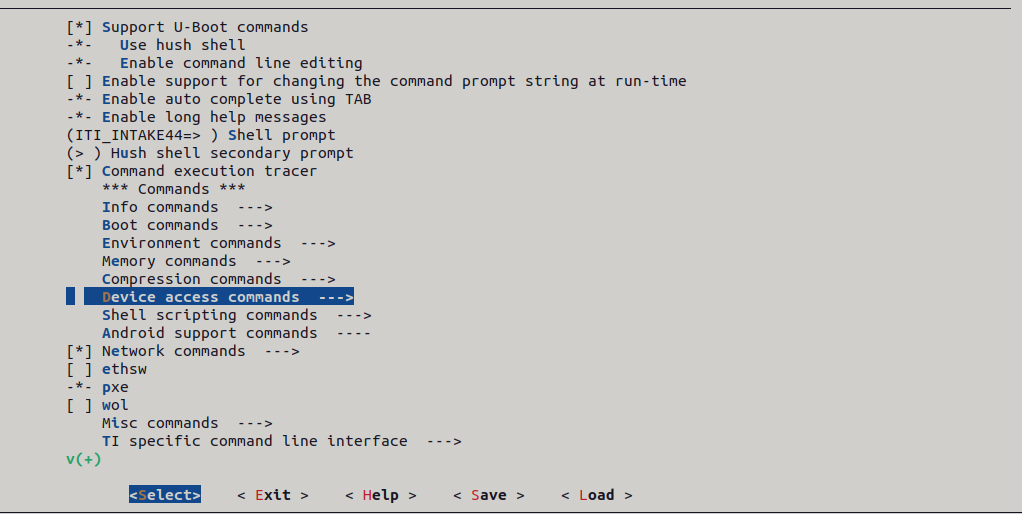 [*] Support U-Boot commands
-*-   Use hush shell
-*-   Enable command line editing
[ ] Enable support for changing the command prompt string at run-time
-*- Enable auto complete using TAB
-*- Enable long help messages
(ITI_INTAKE44=> ) Shell prompt
(> ) Hush shell secondary prompt
[*] Command execution tracer
    *** Commands ***
    Info commands  --->
    Boot commands  --->
    Environment commands  --->
    Memory commands  --->
    Compression commands  --->
    Device access commands  --->
    Shell scripting commands  --->
    Android support commands  ----
[*] Network commands  --->
[ ] ethsw
-*- pxe
[ ] wol
    Misc commands  --->
    TI specific command line interface  --->
v(+)
<Select>    < Exit >    < Help >    < Save >    < Load >